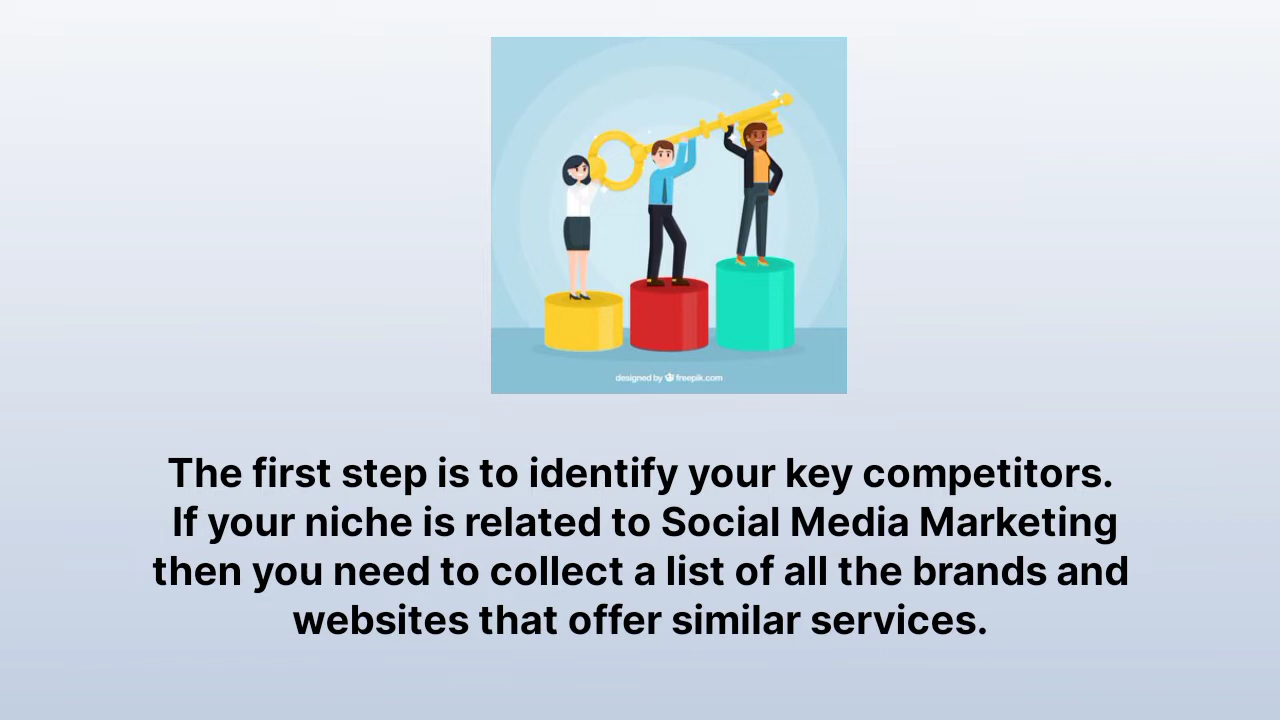 designed by freepik.com
The first step is to identify your key competitors.
If your niche is related to Social Media Marketing
then you need to collect a list of all the brands and
websites that offer similar services.